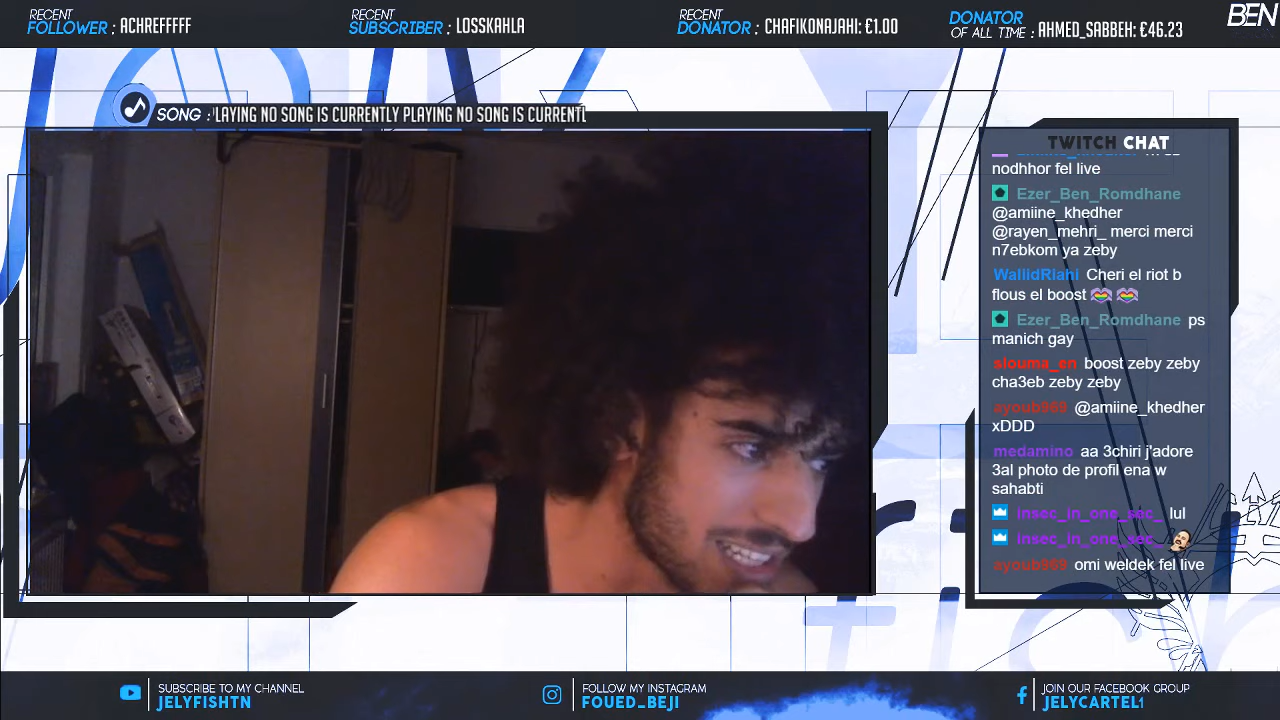 RECENT FOLLOWER : ACHREFFFFF
RECENT SUBSCRIBER : LOSSKAHLA
RECENT DONATOR : CHAFIKONAJAHI: €1.00
DONATOR OF ALL TIME : AHMED_SABBEH: €46.23
BEN
SONG : LAYING NO SONG IS CURRENTLY PLAYING NO SONG IS CURRENTL
TWITCH CHAT
nodhhor fel live
Ezer_Ben_Romdhane
@amiine_khedher
@rayen_mehri_ merci merci
n7ebkom ya zeby
WallidRiahi Cheri el riot b
flous el boost
Ezer_Ben_Romdhane ps
manich gay
slouma_cn boost zeby zeby
cha3eb zeby zeby
ayoub969 @amiine_khedher
xDDD
medamino aa 3chiri j'adore
3al photo de profil ena w
sahabti
insec_in_one_sec_ lul
insec_in_one_sec_
ayoub969 omi weldek fel live
SUBSCRIBE TO MY CHANNEL
JELYFISHTN
FOLLOW MY INSTAGRAM
FOUED_BEJI
JOIN OUR FACEBOOK GROUP
JELYCARTEL1